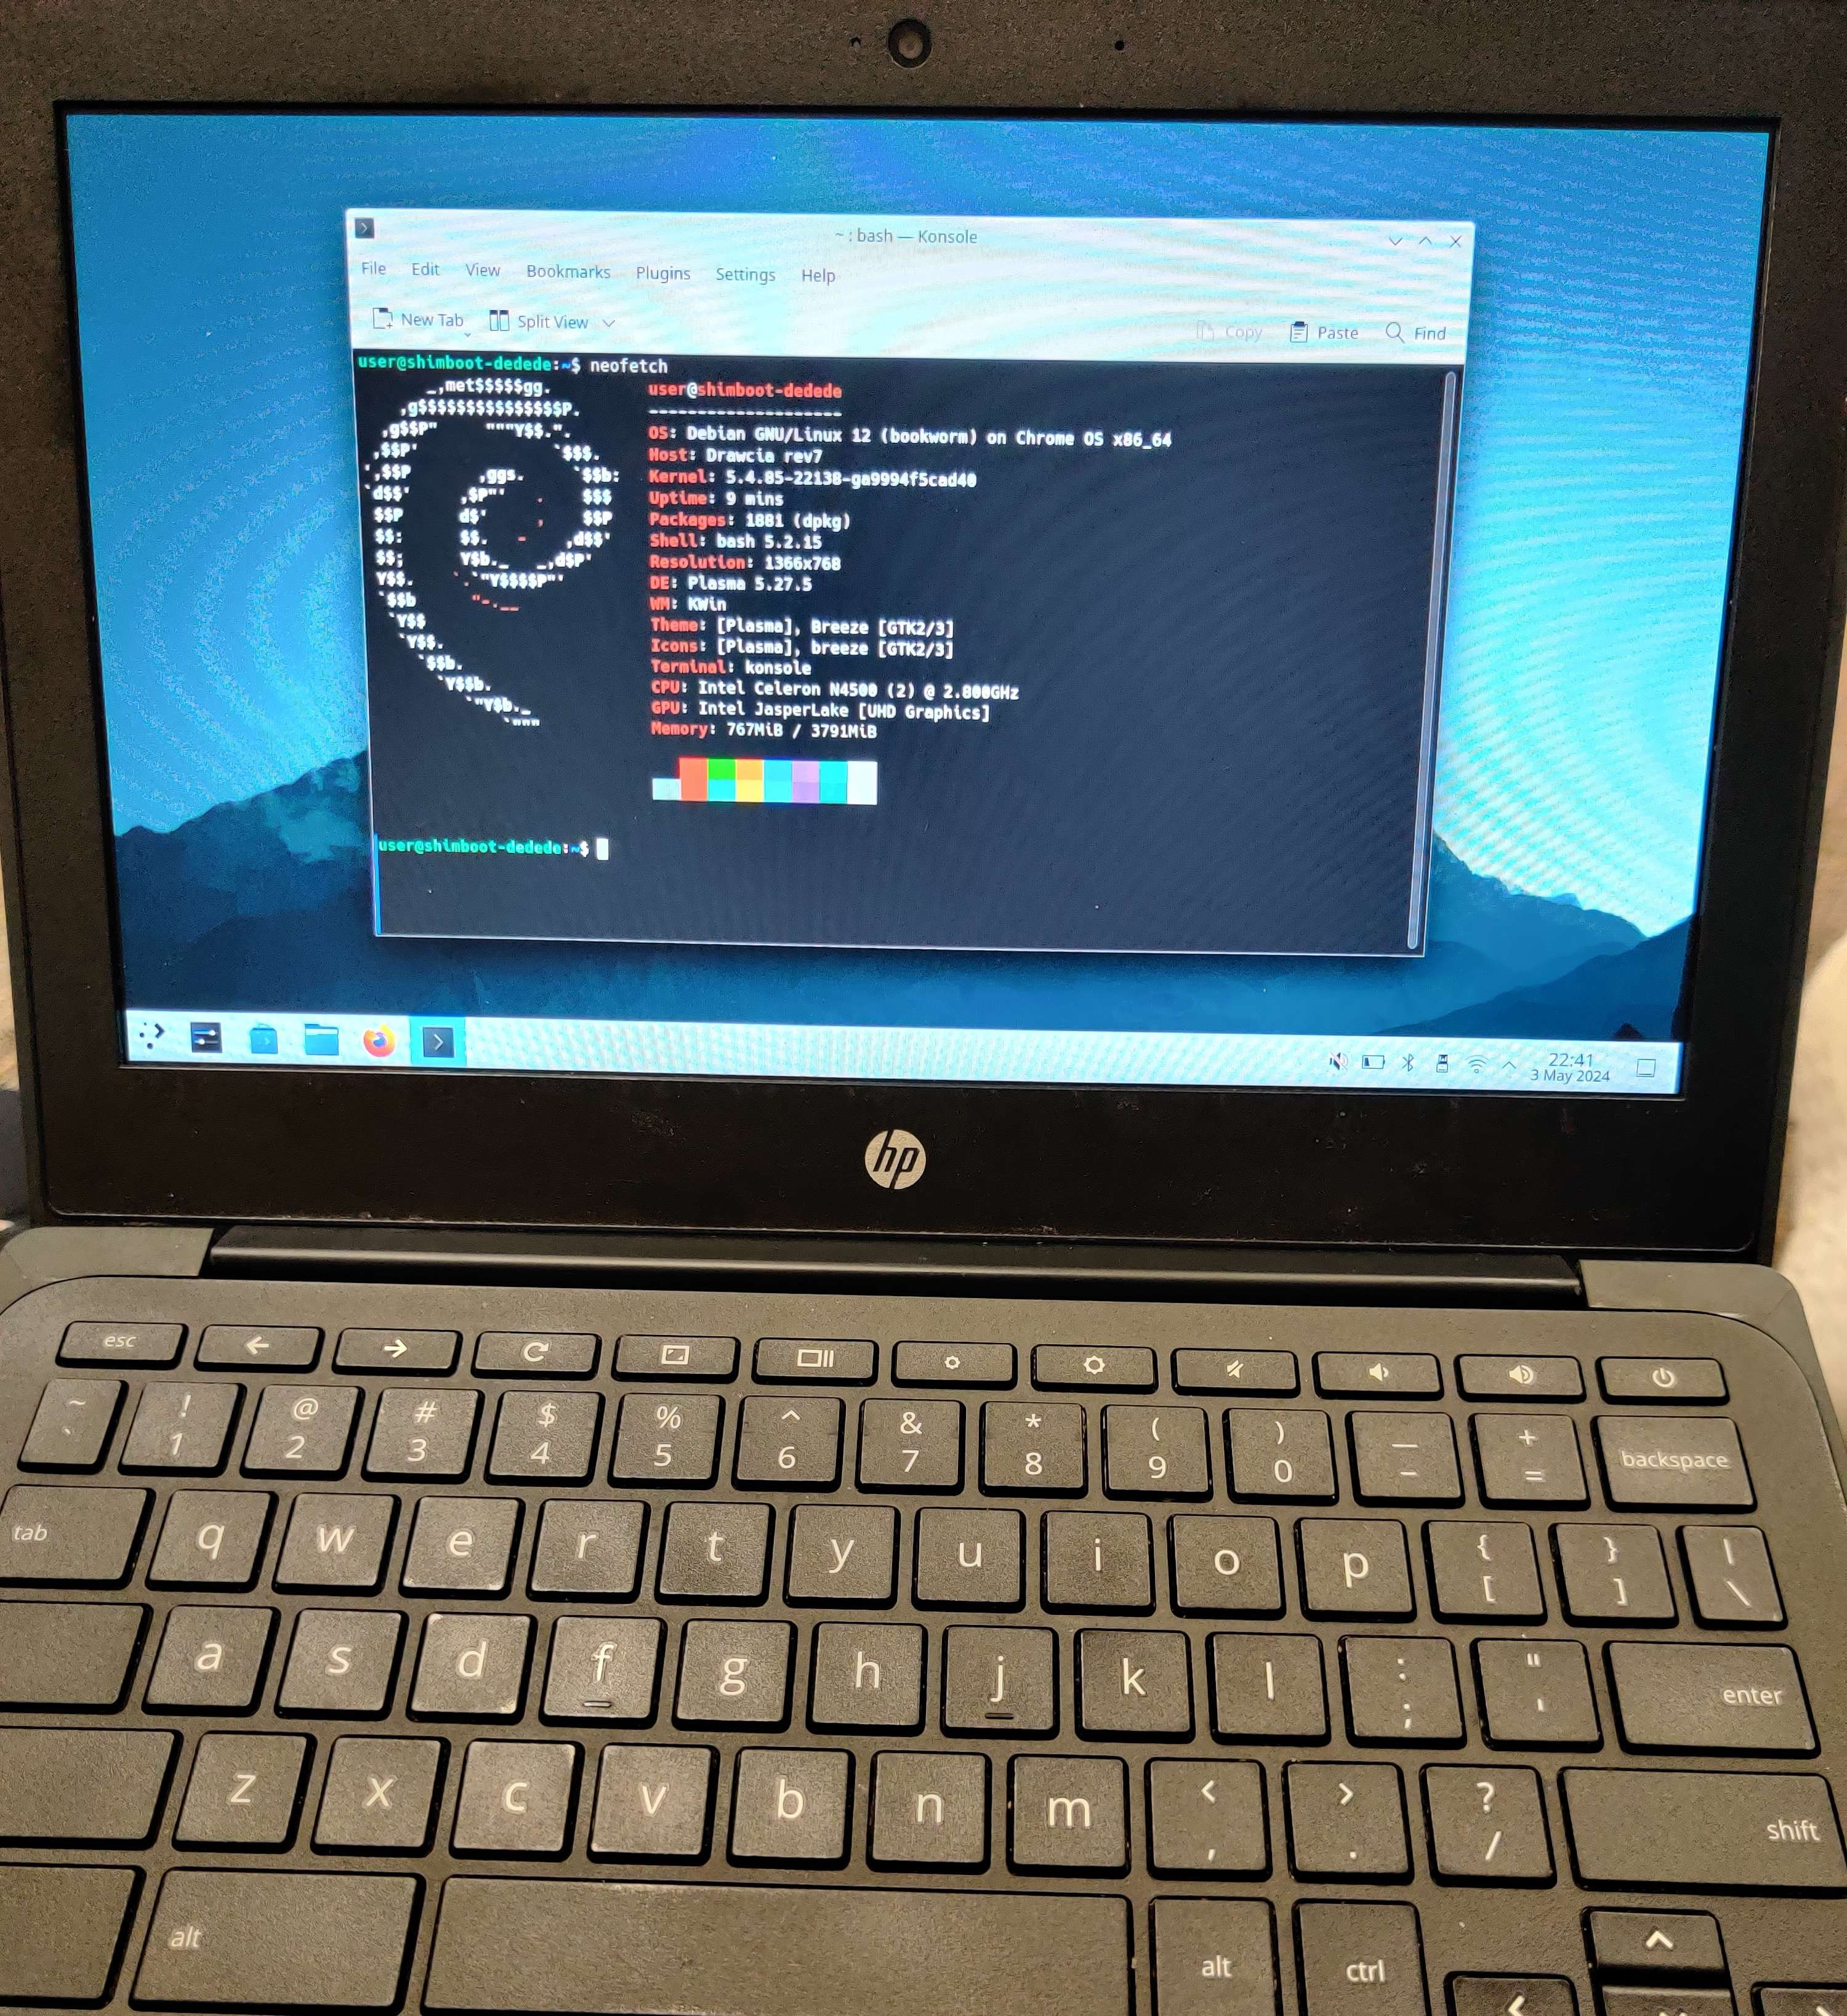 ~ : bash — Konsole
File Edit View Bookmarks Plugins Settings Help
New Tab Split View Copy Paste Find
user@shimboot-dedede:~$ neofetch
_,met$$$$$gg.
,g$$$$$$$$$$$$$$$P.
,g$$P" """Y$$.".
,$$P' `$$$.
',$$P ,ggs. `$$b:
`d$$' ,$P"' . $$$
$$P d$' , $$P
$$: $$. - ,d$$'
$$; Y$b._ _,d$P'
Y$$. `.`"Y$$$$P"'
`$$b "-.__
`Y$$
`Y$$.
`$$b.
`Y$$b.
`"Y$b._
`"""
user@shimboot-dedede
--------------------
OS: Debian GNU/Linux 12 (bookworm) on Chrome OS x86_64
Host: Drawcia rev7
Kernel: 5.4.85-22138-ga9994f5cad40
Uptime: 9 mins
Packages: 1881 (dpkg)
Shell: bash 5.2.15
Resolution: 1366x768
DE: Plasma 5.27.5
WM: KWin
Theme: [Plasma], Breeze [GTK2/3]
Icons: [Plasma], breeze [GTK2/3]
Terminal: konsole
CPU: Intel Celeron N4500 (2) @ 2.800GHz
GPU: Intel JasperLake [UHD Graphics]
Memory: 767MiB / 3791MiB
user@shimboot-dedede:~$
22:41
3 May 2024
hp
esc
~ ! @ # $ % ^ & * ( ) — +
` 1 2 3 4 5 6 7 8 9 0 - = backspace
tab q w e r t y u i o p { [ } ] | \
a s d f g h j k l : ; " ' enter
z x c v b n m < , > . ? / shift
alt alt ctrl